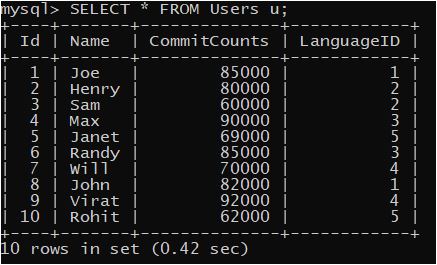 mysql> SELECT * FROM Users u;
+----+-------+--------------+------------+
| Id | Name  | CommitCounts | LanguageID |
+----+-------+--------------+------------+
|  1 | Joe   |        85000 |          1 |
|  2 | Henry |        80000 |          2 |
|  3 | Sam   |        60000 |          2 |
|  4 | Max   |        90000 |          3 |
|  5 | Janet |        69000 |          5 |
|  6 | Randy |        85000 |          3 |
|  7 | Will  |        70000 |          4 |
|  8 | John  |        82000 |          1 |
|  9 | Virat |        92000 |          4 |
| 10 | Rohit |        62000 |          5 |
+----+-------+--------------+------------+
10 rows in set (0.42 sec)